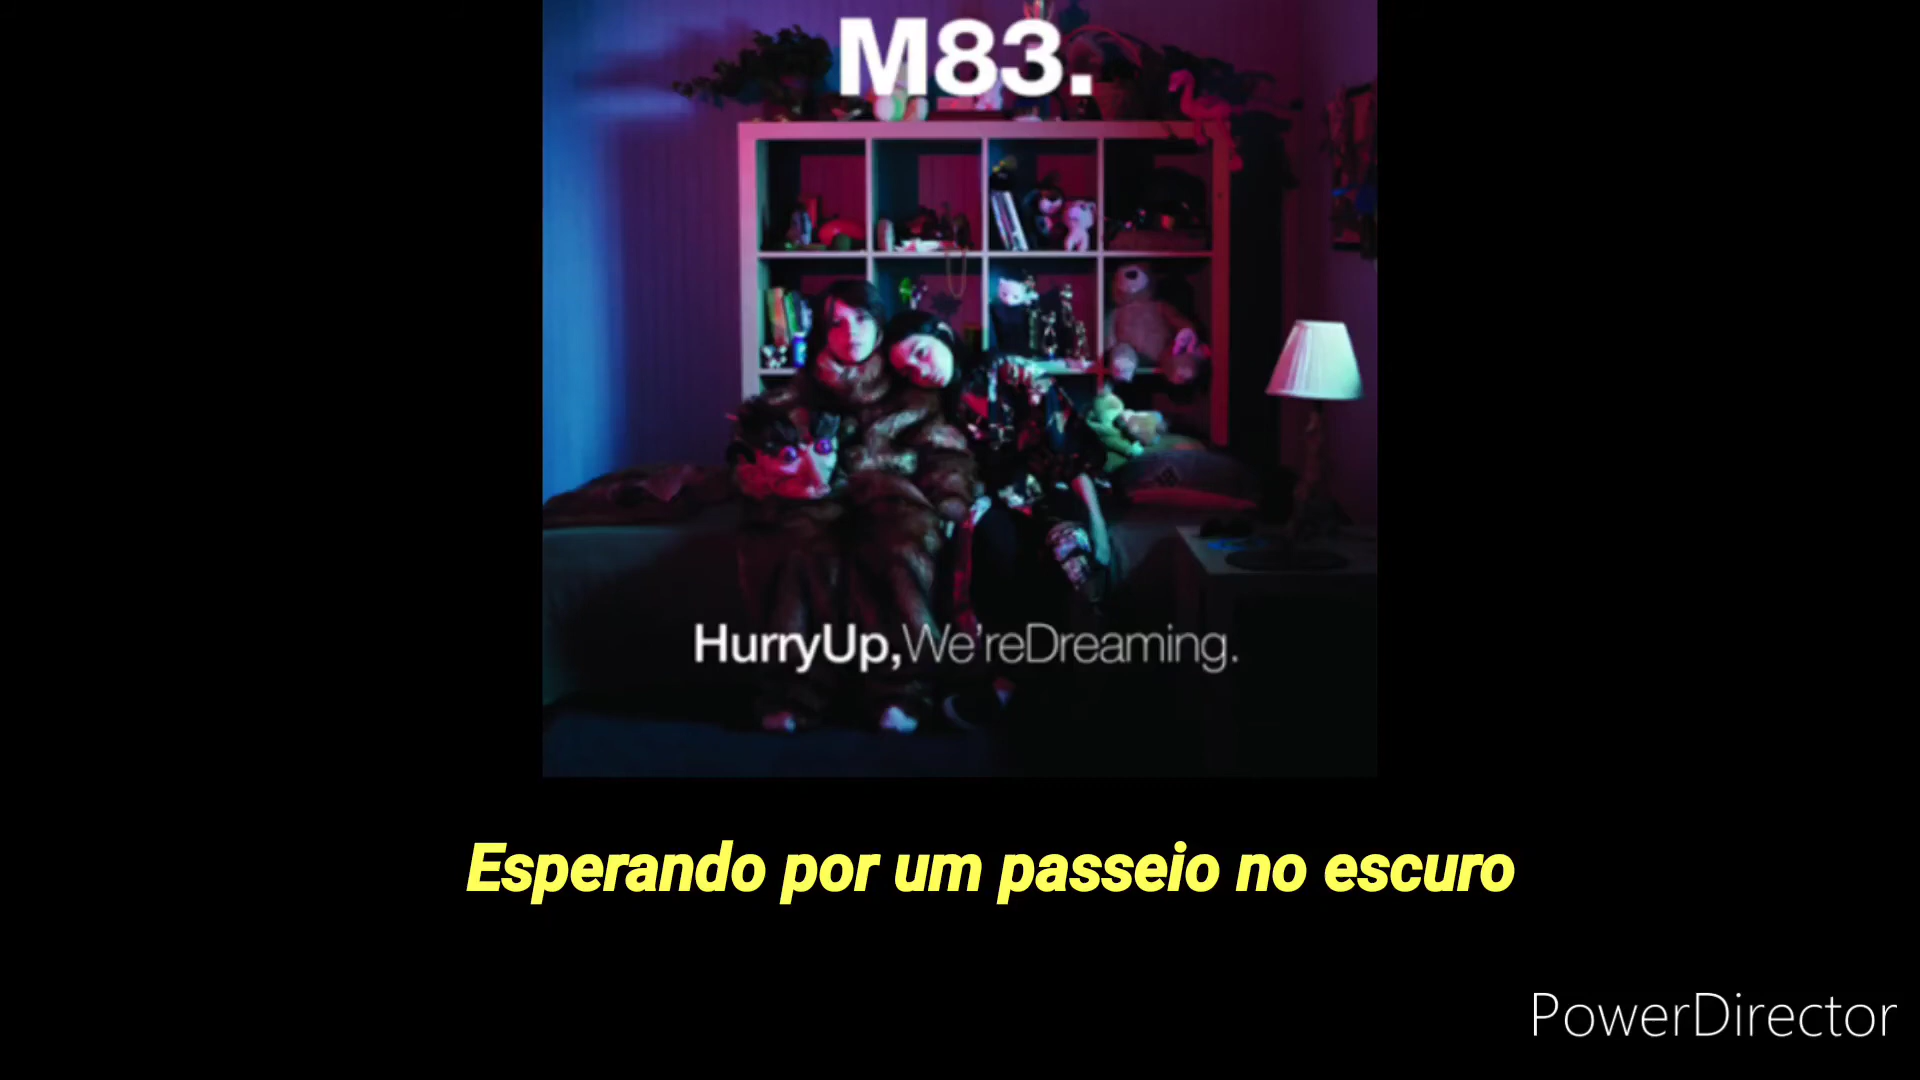 M83.
HurryUp,We'reDreaming.
Esperando por um passeio no escuro
PowerDirector